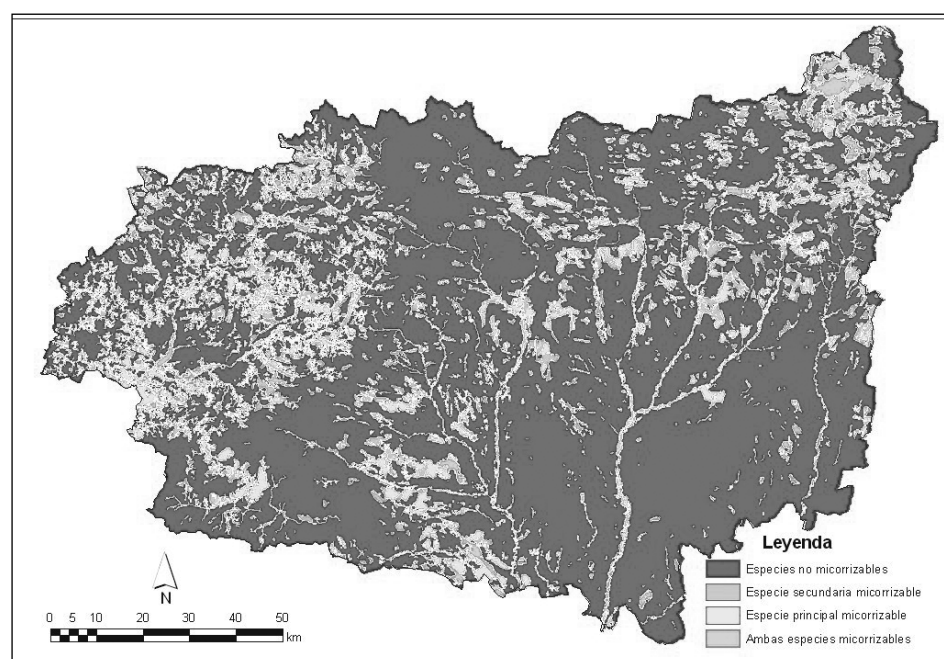 Leyenda
Especies no micorrizables
Especie secundaria micorrizable
Especie principal micorrizable
Ambas especies micorrizables
N
0 10 20 30 40 50
km